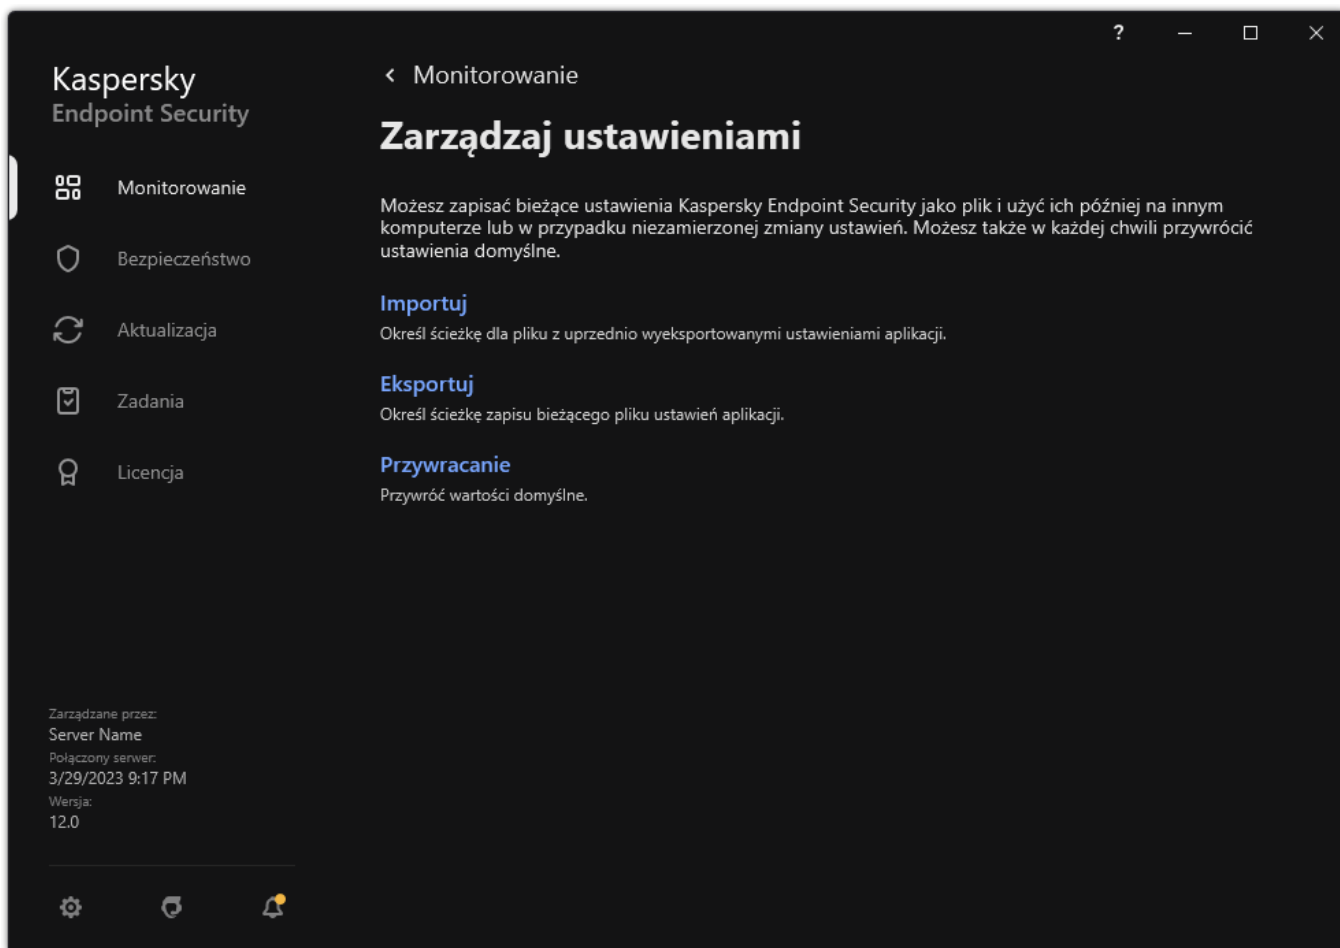 ?
Kaspersky
Endpoint Security
Monitorowanie
Bezpieczeństwo
Aktualizacja
Zadania
Licencja
Zarządzane przez:
Server Name
Połączony serwer:
3/29/2023 9:17 PM
Wersja:
12.0
Monitorowanie
Zarządzaj ustawieniami
Możesz zapisać bieżące ustawienia Kaspersky Endpoint Security jako plik i użyć ich później na innym
komputerze lub w przypadku niezamierzonej zmiany ustawień. Możesz także w każdej chwili przywrócić
ustawienia domyślne.
Importuj
Określ ścieżkę dla pliku z uprzednio wyeksportowanymi ustawieniami aplikacji.
Eksportuj
Określ ścieżkę zapisu bieżącego pliku ustawień aplikacji.
Przywracanie
Przywróć wartości domyślne.